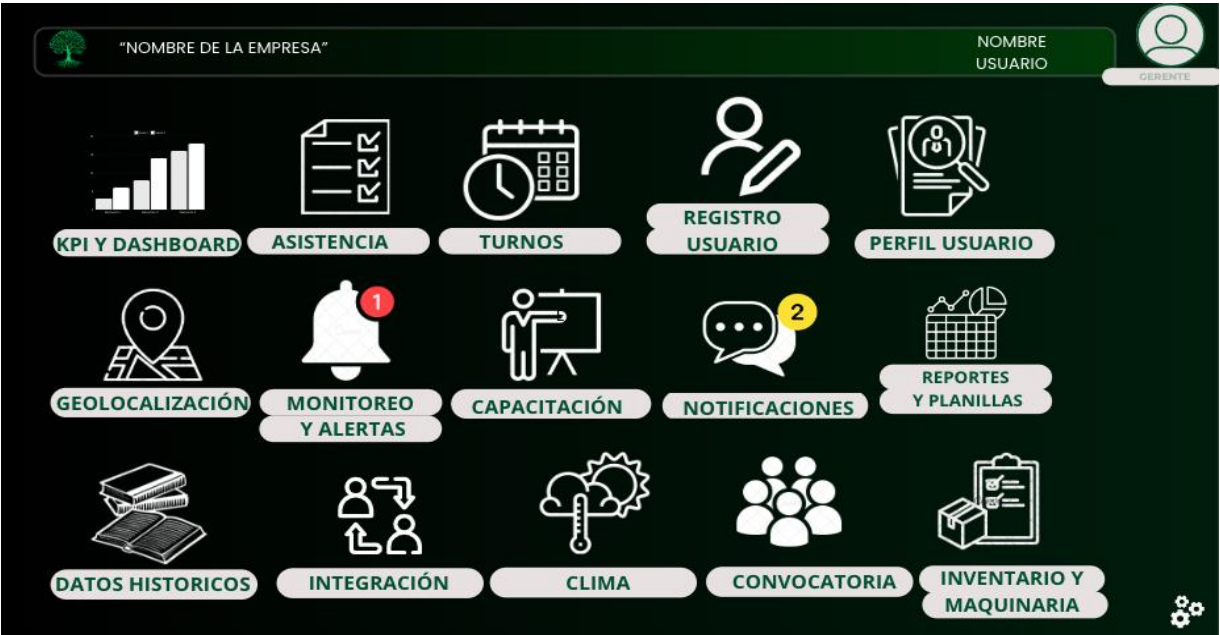 “NOMBRE DE LA EMPRESA”
NOMBRE
USUARIO
GERENTE
KPI Y DASHBOARD
ASISTENCIA
TURNOS
REGISTRO
USUARIO
PERFIL USUARIO
1
2
GEOLOCALIZACIÓN
MONITOREO
Y ALERTAS
CAPACITACIÓN
NOTIFICACIONES
REPORTES
Y PLANILLAS
DATOS HISTORICOS
INTEGRACIÓN
CLIMA
CONVOCATORIA
INVENTARIO Y
MAQUINARIA